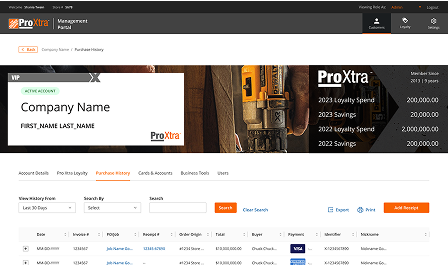 Welcome: Shania Twain Store #: 5678 Viewing Role As: Admin Logout
ProXtra Management Portal
Customers Loyalty Settings
Back Company Name / Purchase History
VIP
ACTIVE ACCOUNT
Company Name
FIRST_NAME LAST_NAME
ProXtra
ProXtra Member Since
2013 | 9 years
2023 Loyalty Spend 200,000.00
2023 Savings 20,000.00
2022 Loyalty Spend 2,000,000.00
2022 Savings 200,000.00
Account Details Pro Xtra Loyalty Purchase History Cards & Accounts Business Tools Users
View History From Search By Search
Last 30 Days Select Search Clear Search Export Print Add Receipt
Date Invoice # PO/Job Receipt # Order Origin Total Buyer Payment Identifier Nickname
MM-DD-YYYY 1234567 Job Name Go... 12345 67890 #1234 Store ... $10,000,000.00 Chuck Chuck... VISA X-1234567890 Nickname Go...
MM-DD-YYYY 1234567 Job Name Go... -- #1234 Store ... $10,000,000.00 Chuck Chuck... X-1234567890 Nickname Go...